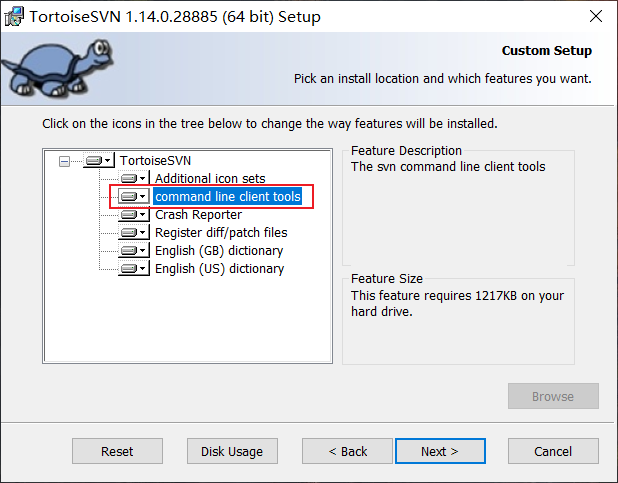 TortoiseSVN 1.14.0.28885 (64 bit) Setup
Custom Setup
Pick an install location and which features you want.
Click on the icons in the tree below to change the way features will be installed.
TortoiseSVN
Additional icon sets
command line client tools
Crash Reporter
Register diff/patch files
English (GB) dictionary
English (US) dictionary
Feature Description
The svn command line client tools
Feature Size
This feature requires 1217KB on your
hard drive.
Browse
Reset
Disk Usage
< Back
Next >
Cancel